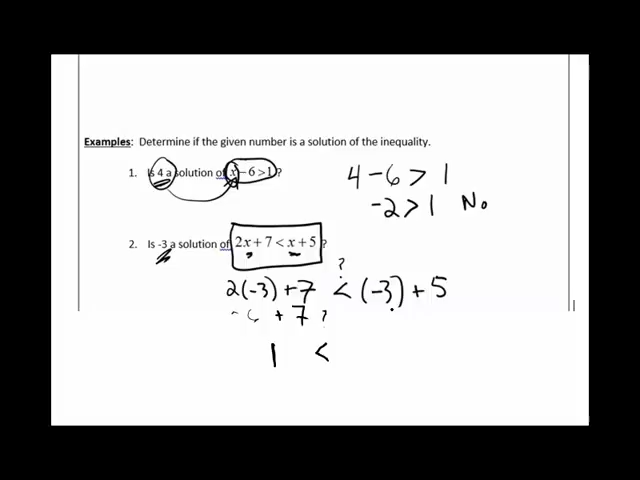 Examples: Determine if the given number is a solution of the inequality.
1. Is 4 a solution of x − 6 > 1 ?
4 − 6 > 1
−2 > 1 No
2. Is -3 a solution of 2x + 7 < x + 5 ?
?
2(−3) + 7 < (−3) + 5
−6 + 7 ?
1 <